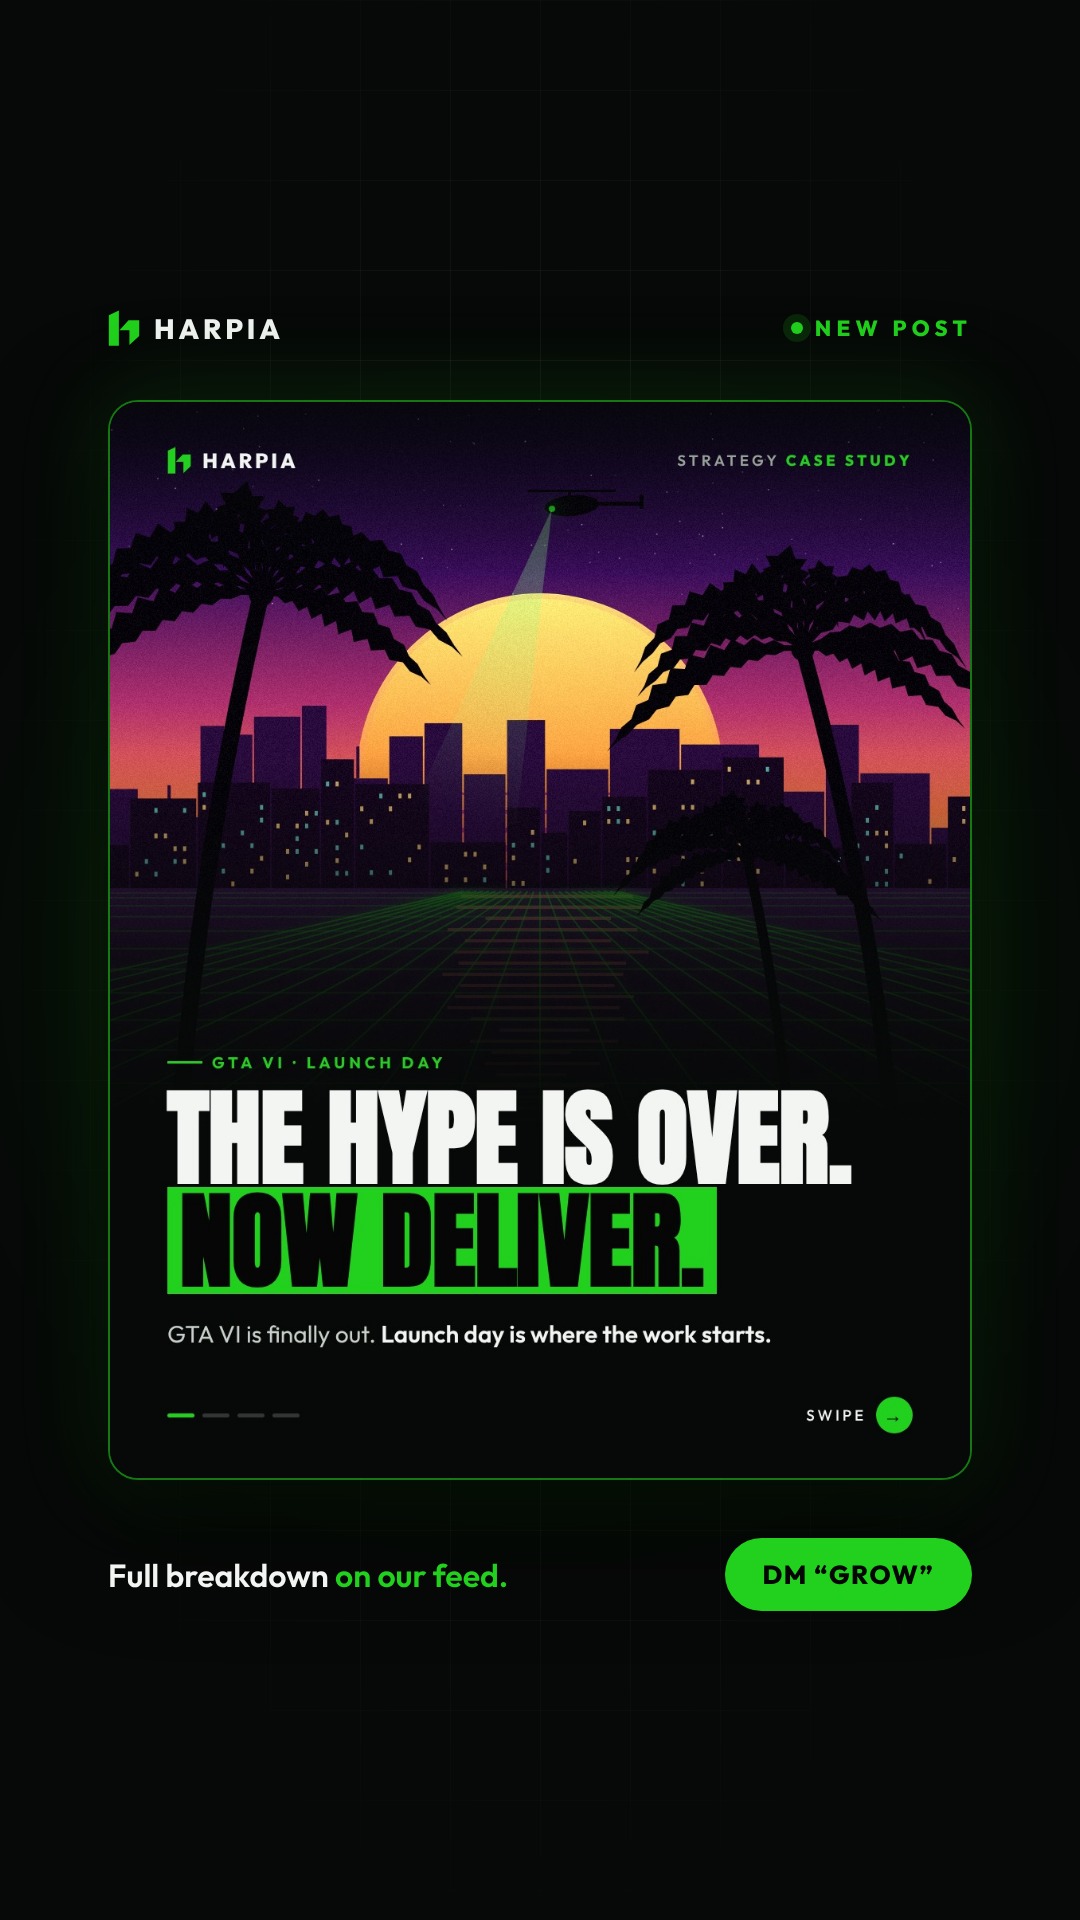 HARPIA
NEW POST
HARPIA
STRATEGY CASE STUDY
GTA VI · LAUNCH DAY
THE HYPE IS OVER.
NOW DELIVER.
GTA VI is finally out. Launch day is where the work starts.
SWIPE →
Full breakdown on our feed.
DM “GROW”